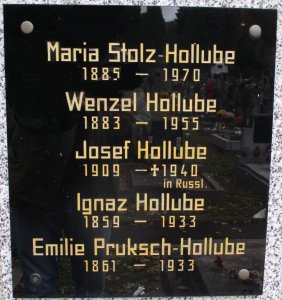 Maria Stolz-Hollube
1885 – 1970
Wenzel Hollube
1883 – 1955
Josef Hollube
1909 – ✝1940
in Russl.
Ignaz Hollube
1859 – 1933
Emilie Pruksch-Hollube
1861 – 1933